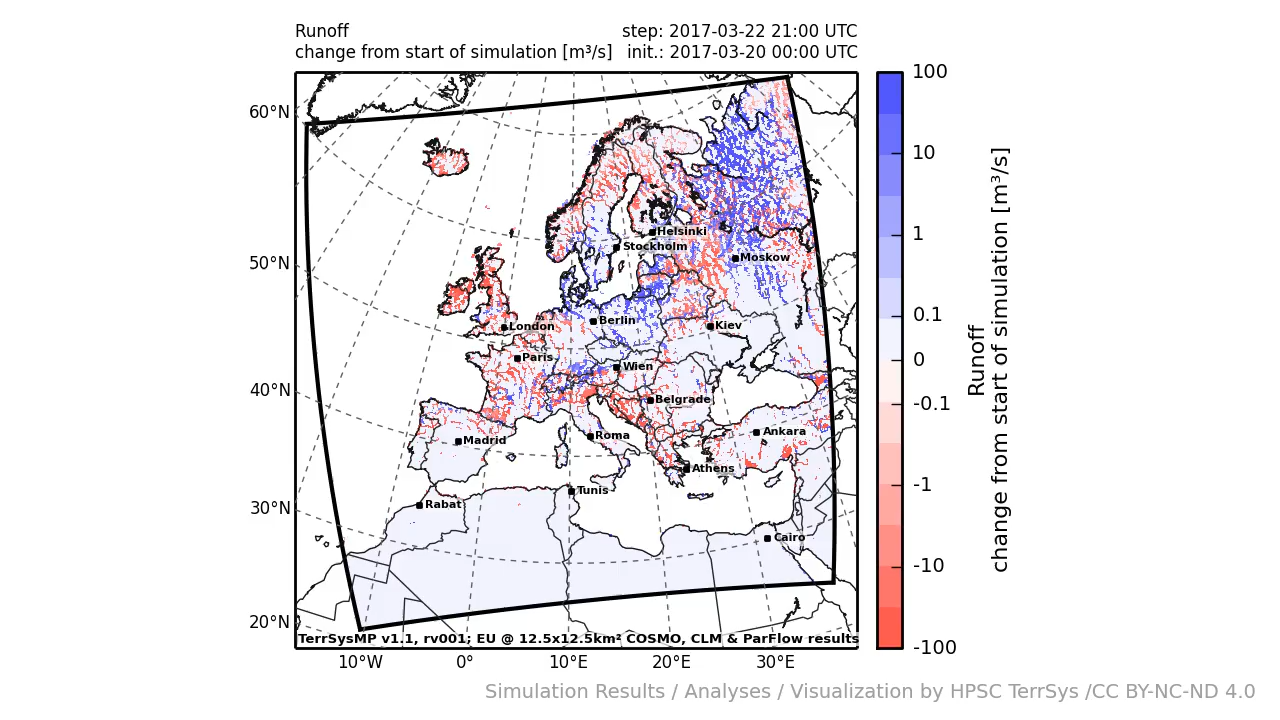 Runoff
change from start of simulation [m³/s]
step: 2017-03-22 21:00 UTC
init.: 2017-03-20 00:00 UTC
60°N
50°N
40°N
30°N
20°N
10°W
0°
10°E
20°E
30°E
Helsinki
Stockholm
Moskow
London
Berlin
Kiev
Paris
Wien
Belgrade
Madrid
Roma
Ankara
Athens
Tunis
Rabat
Cairo
TerrSysMP v1.1, rv001; EU @ 12.5x12.5km² COSMO, CLM & ParFlow results
100
10
1
0.1
0
-0.1
-1
-10
-100
Runoff
change from start of simulation [m³/s]
Simulation Results / Analyses / Visualization by HPSC TerrSys /CC BY-NC-ND 4.0